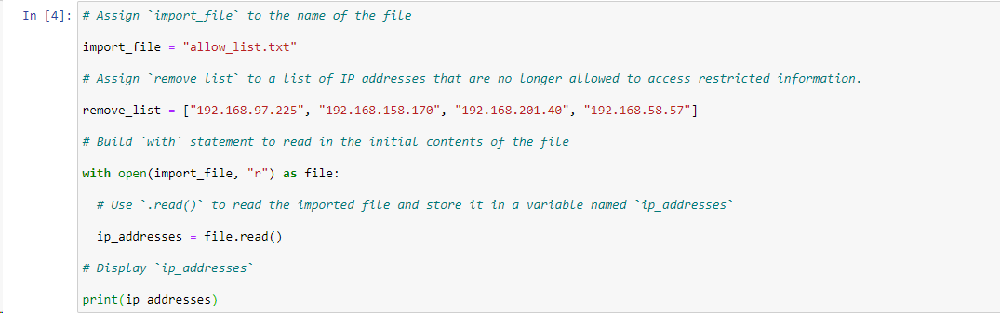 In [4]: # Assign `import_file` to the name of the file
import_file = "allow_list.txt"
# Assign `remove_list` to a list of IP addresses that are no longer allowed to access restricted information.
remove_list = ["192.168.97.225", "192.168.158.170", "192.168.201.40", "192.168.58.57"]
# Build `with` statement to read in the initial contents of the file
with open(import_file, "r") as file:
  # Use `.read()` to read the imported file and store it in a variable named `ip_addresses`
  ip_addresses = file.read()
# Display `ip_addresses`
print(ip_addresses)